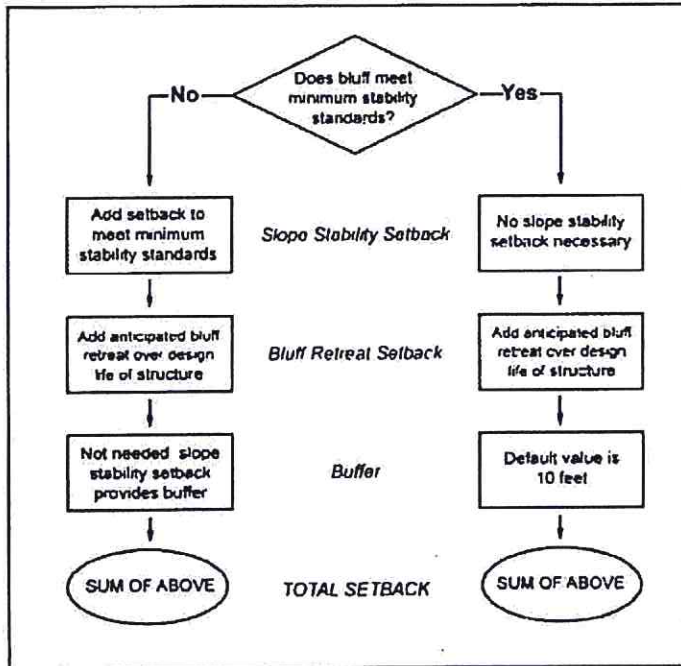 Does bluff meet
minimum stability
standards?
No
Yes
Add setback to
meet minimum
stability standards
Slope Stability Setback
No slope stability
setback necessary
Add anticipated bluff
retreat over design
life of structure
Bluff Retreat Setback
Add anticipated bluff
retreat over design
life of structure
Not needed slope
stability setback
provides buffer
Buffer
Default value is
10 feet
SUM OF ABOVE
TOTAL SETBACK
SUM OF ABOVE